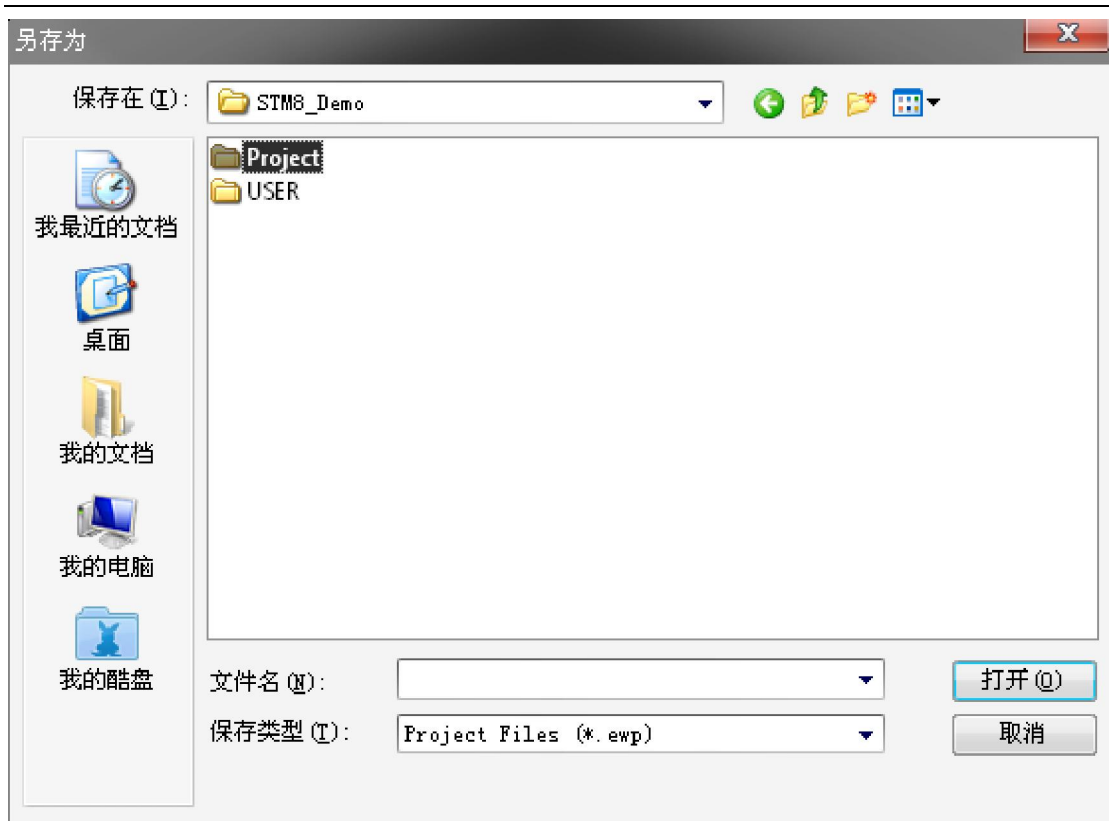 另存为
保存在(I):
STM8_Demo
Project
USER
我最近的文档
桌面
我的文档
我的电脑
我的酷盘
文件名(N):
打开(O)
保存类型(T):
Project Files (*.ewp)
取消